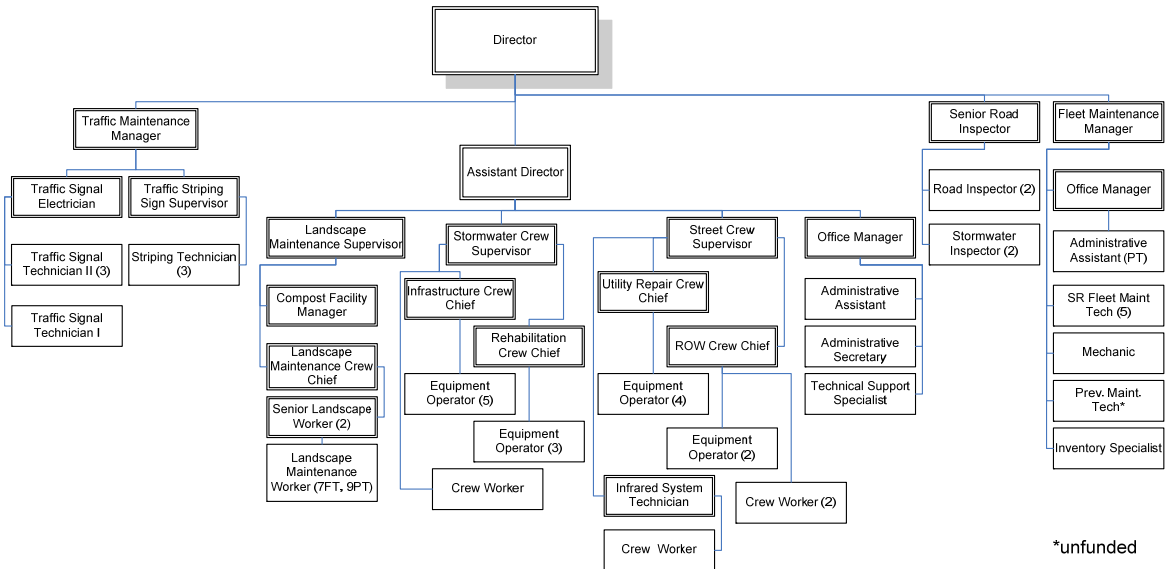 Director
Traffic Maintenance
Manager
Senior Road
Inspector
Fleet Maintenance
Manager
Assistant Director
Traffic Signal
Electrician
Traffic Striping
Sign Supervisor
Road Inspector (2)
Office Manager
Landscape
Maintenance Supervisor
Stormwater Crew
Supervisor
Street Crew
Supervisor
Office Manager
Stormwater
Inspector (2)
Administrative
Assistant (PT)
Traffic Signal
Technician II (3)
Striping Technician
(3)
Compost Facility
Manager
Infrastructure Crew
Chief
Utility Repair Crew
Chief
Administrative
Assistant
SR Fleet Maint
Tech (5)
Traffic Signal
Technician I
Rehabilitation
Crew Chief
ROW Crew Chief
Administrative
Secretary
Mechanic
Landscape
Maintenance Crew
Chief
Equipment
Operator (5)
Equipment
Operator (4)
Technical Support
Specialist
Prev. Maint.
Tech*
Senior Landscape
Worker (2)
Equipment
Operator (3)
Equipment
Operator (2)
Inventory Specialist
Landscape
Maintenance
Worker (7FT, 9PT)
Crew Worker
Infrared System
Technician
Crew Worker (2)
Crew Worker
*unfunded